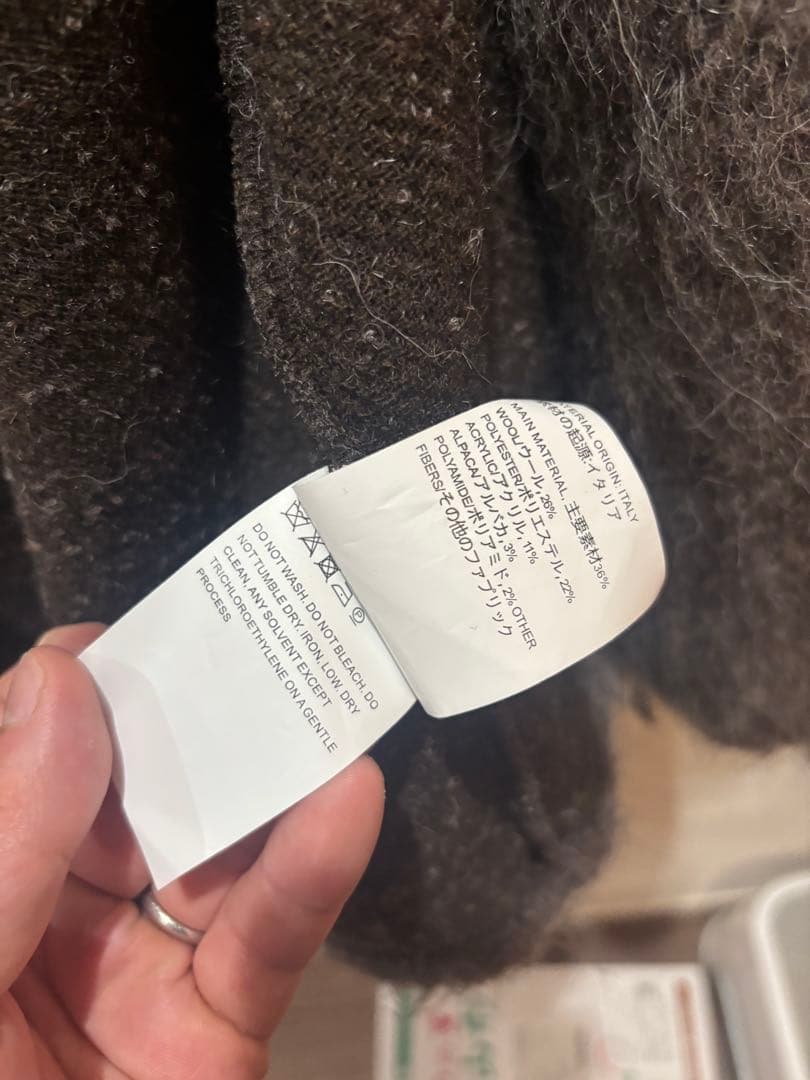 TERIAL ORIGIN: ITALY
材の起源:イタリア
MAIN MATERIAL, 主要素材36%
WOOL/ウール, 26%
POLYESTER/ポリエステル, 22%
ACRYLIC/アクリル, 11%
ALPACA/アルパカ, 3%
POLYAMIDE/ポリアミド, 2% OTHER
FIBERS/その他のファブリック
DO NOT WASH, DO NOT BLEACH, DO
NOT TUMBLE DRY, IRON, LOW, DRY
CLEAN, ANY SOLVENT EXCEPT
TRICHLOROETHYLENE ON A GENTLE
PROCESS